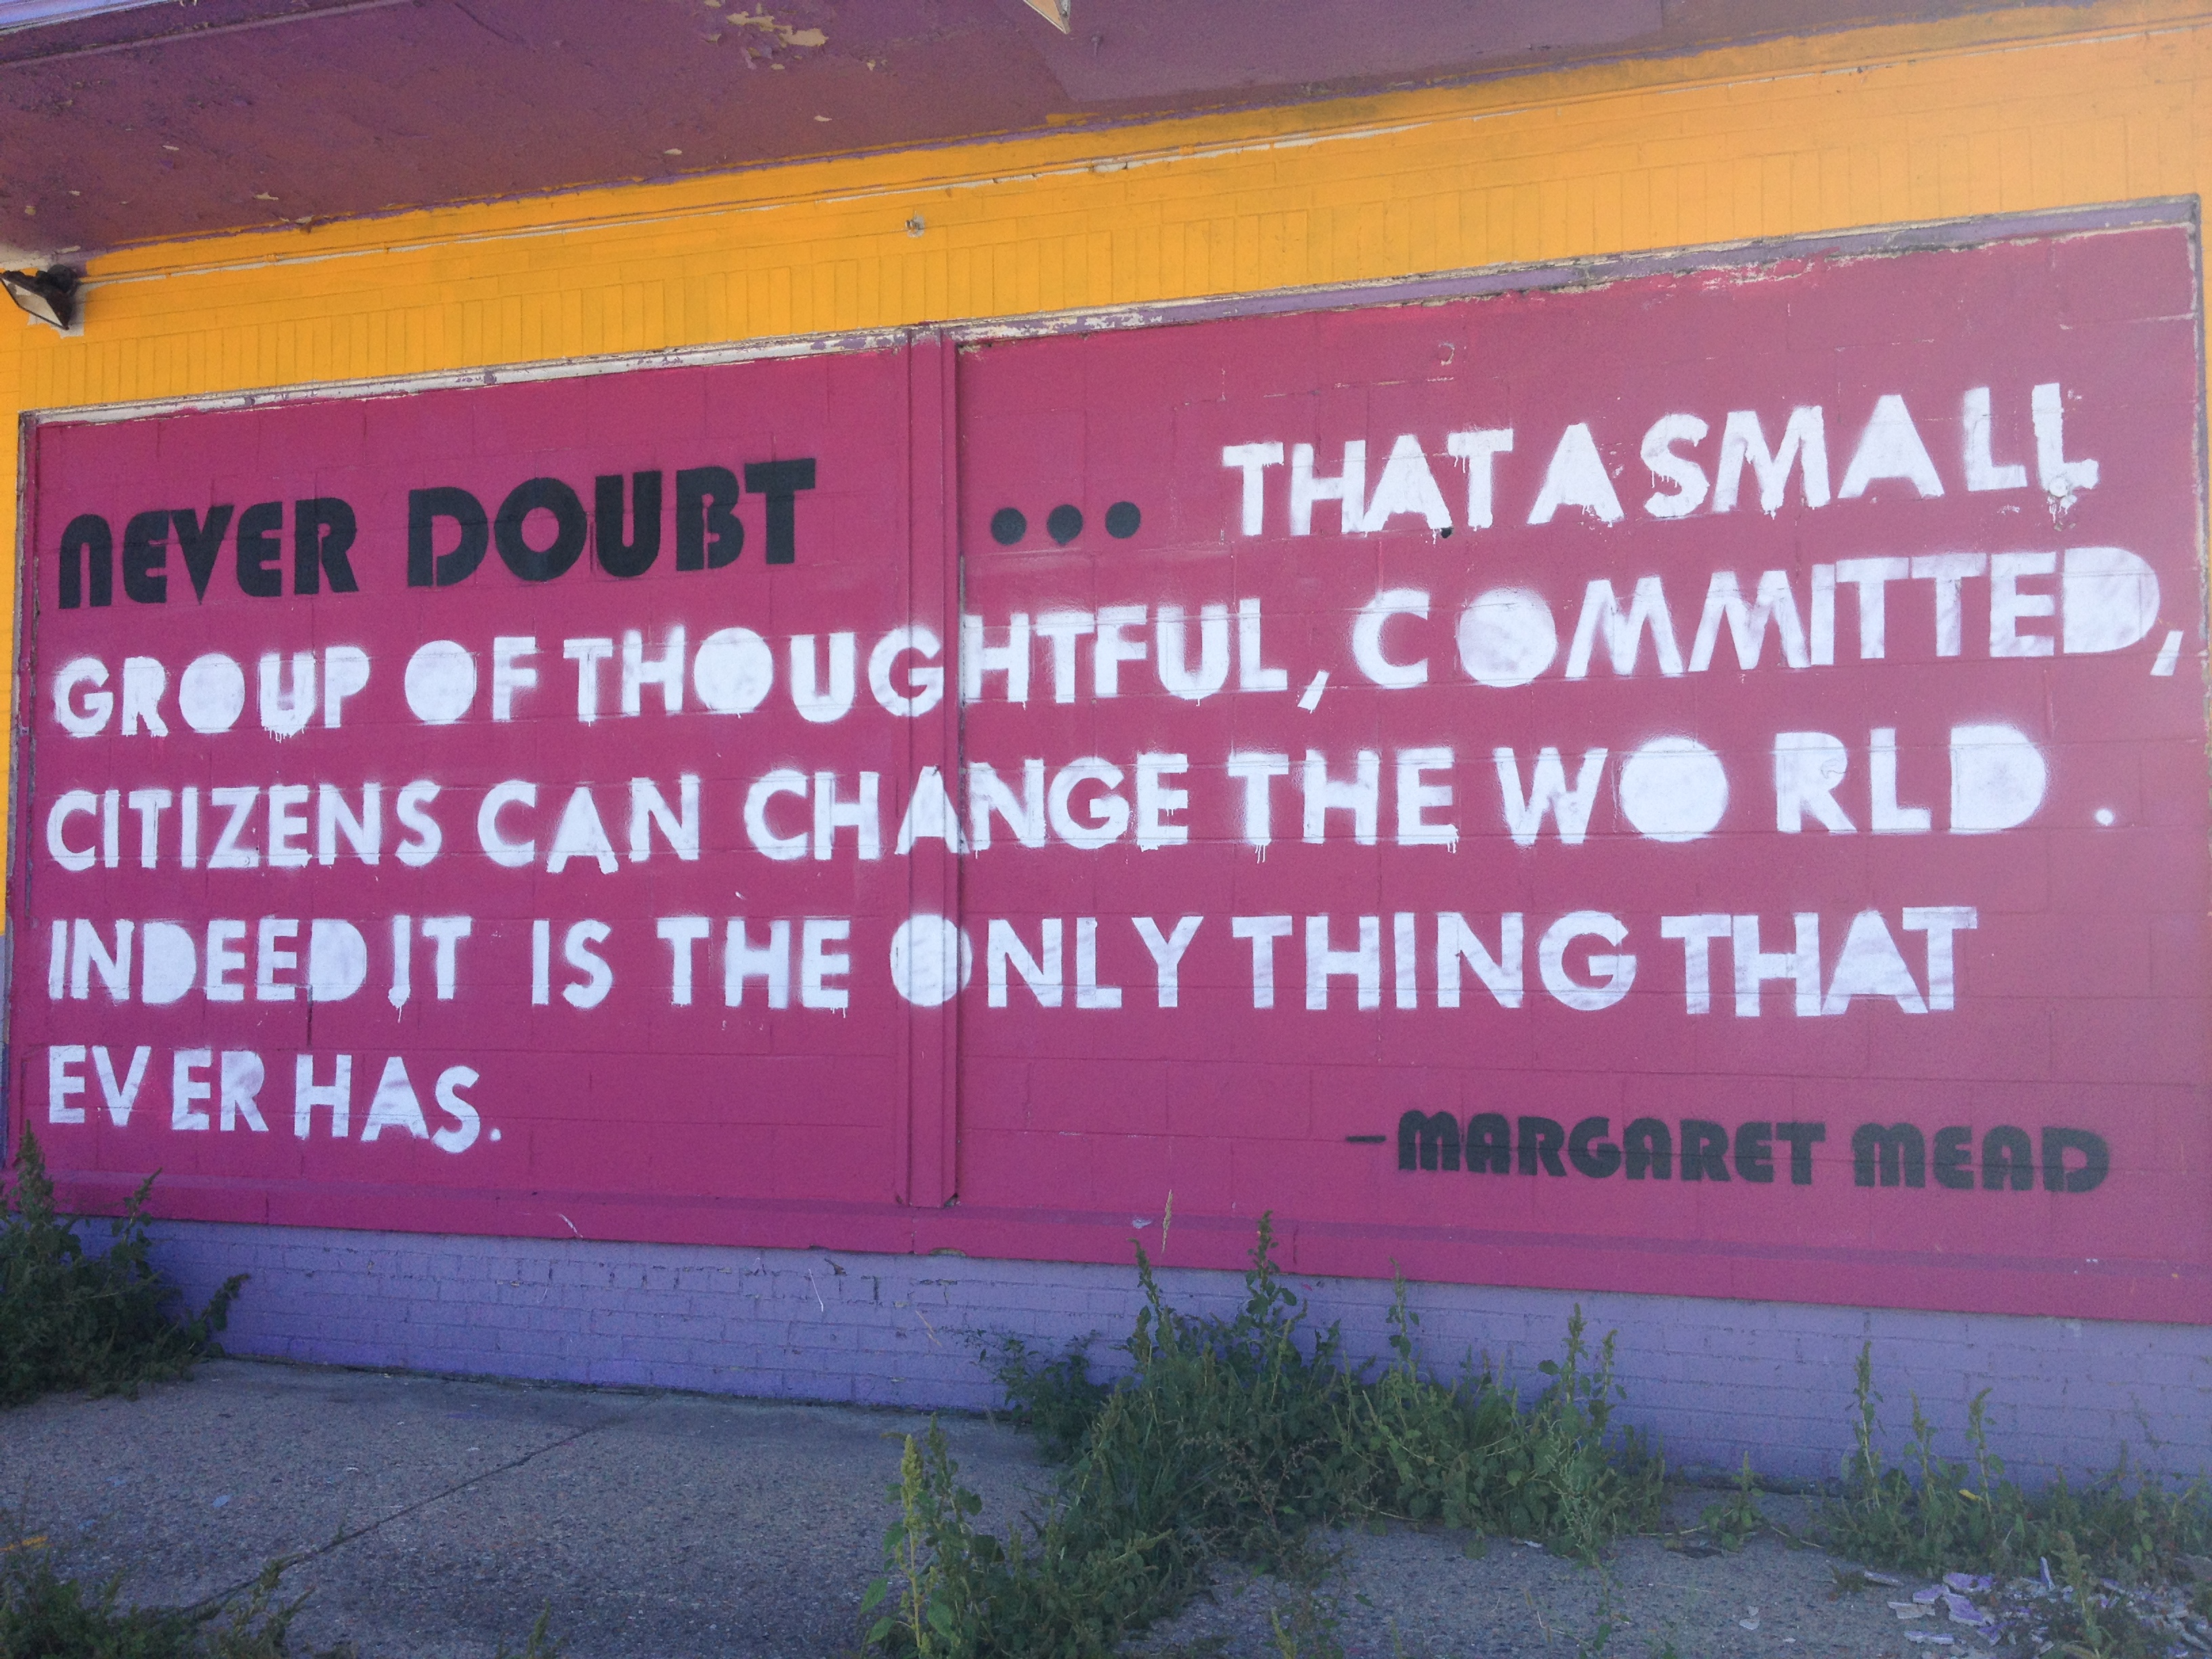 NEVER DOUBT ... THAT A SMALL
GROUP OF THOUGHTFUL, COMMITTED,
CITIZENS CAN CHANGE THE WORLD.
INDEED IT IS THE ONLY THING THAT
EVER HAS.
–MARGARET MEAD